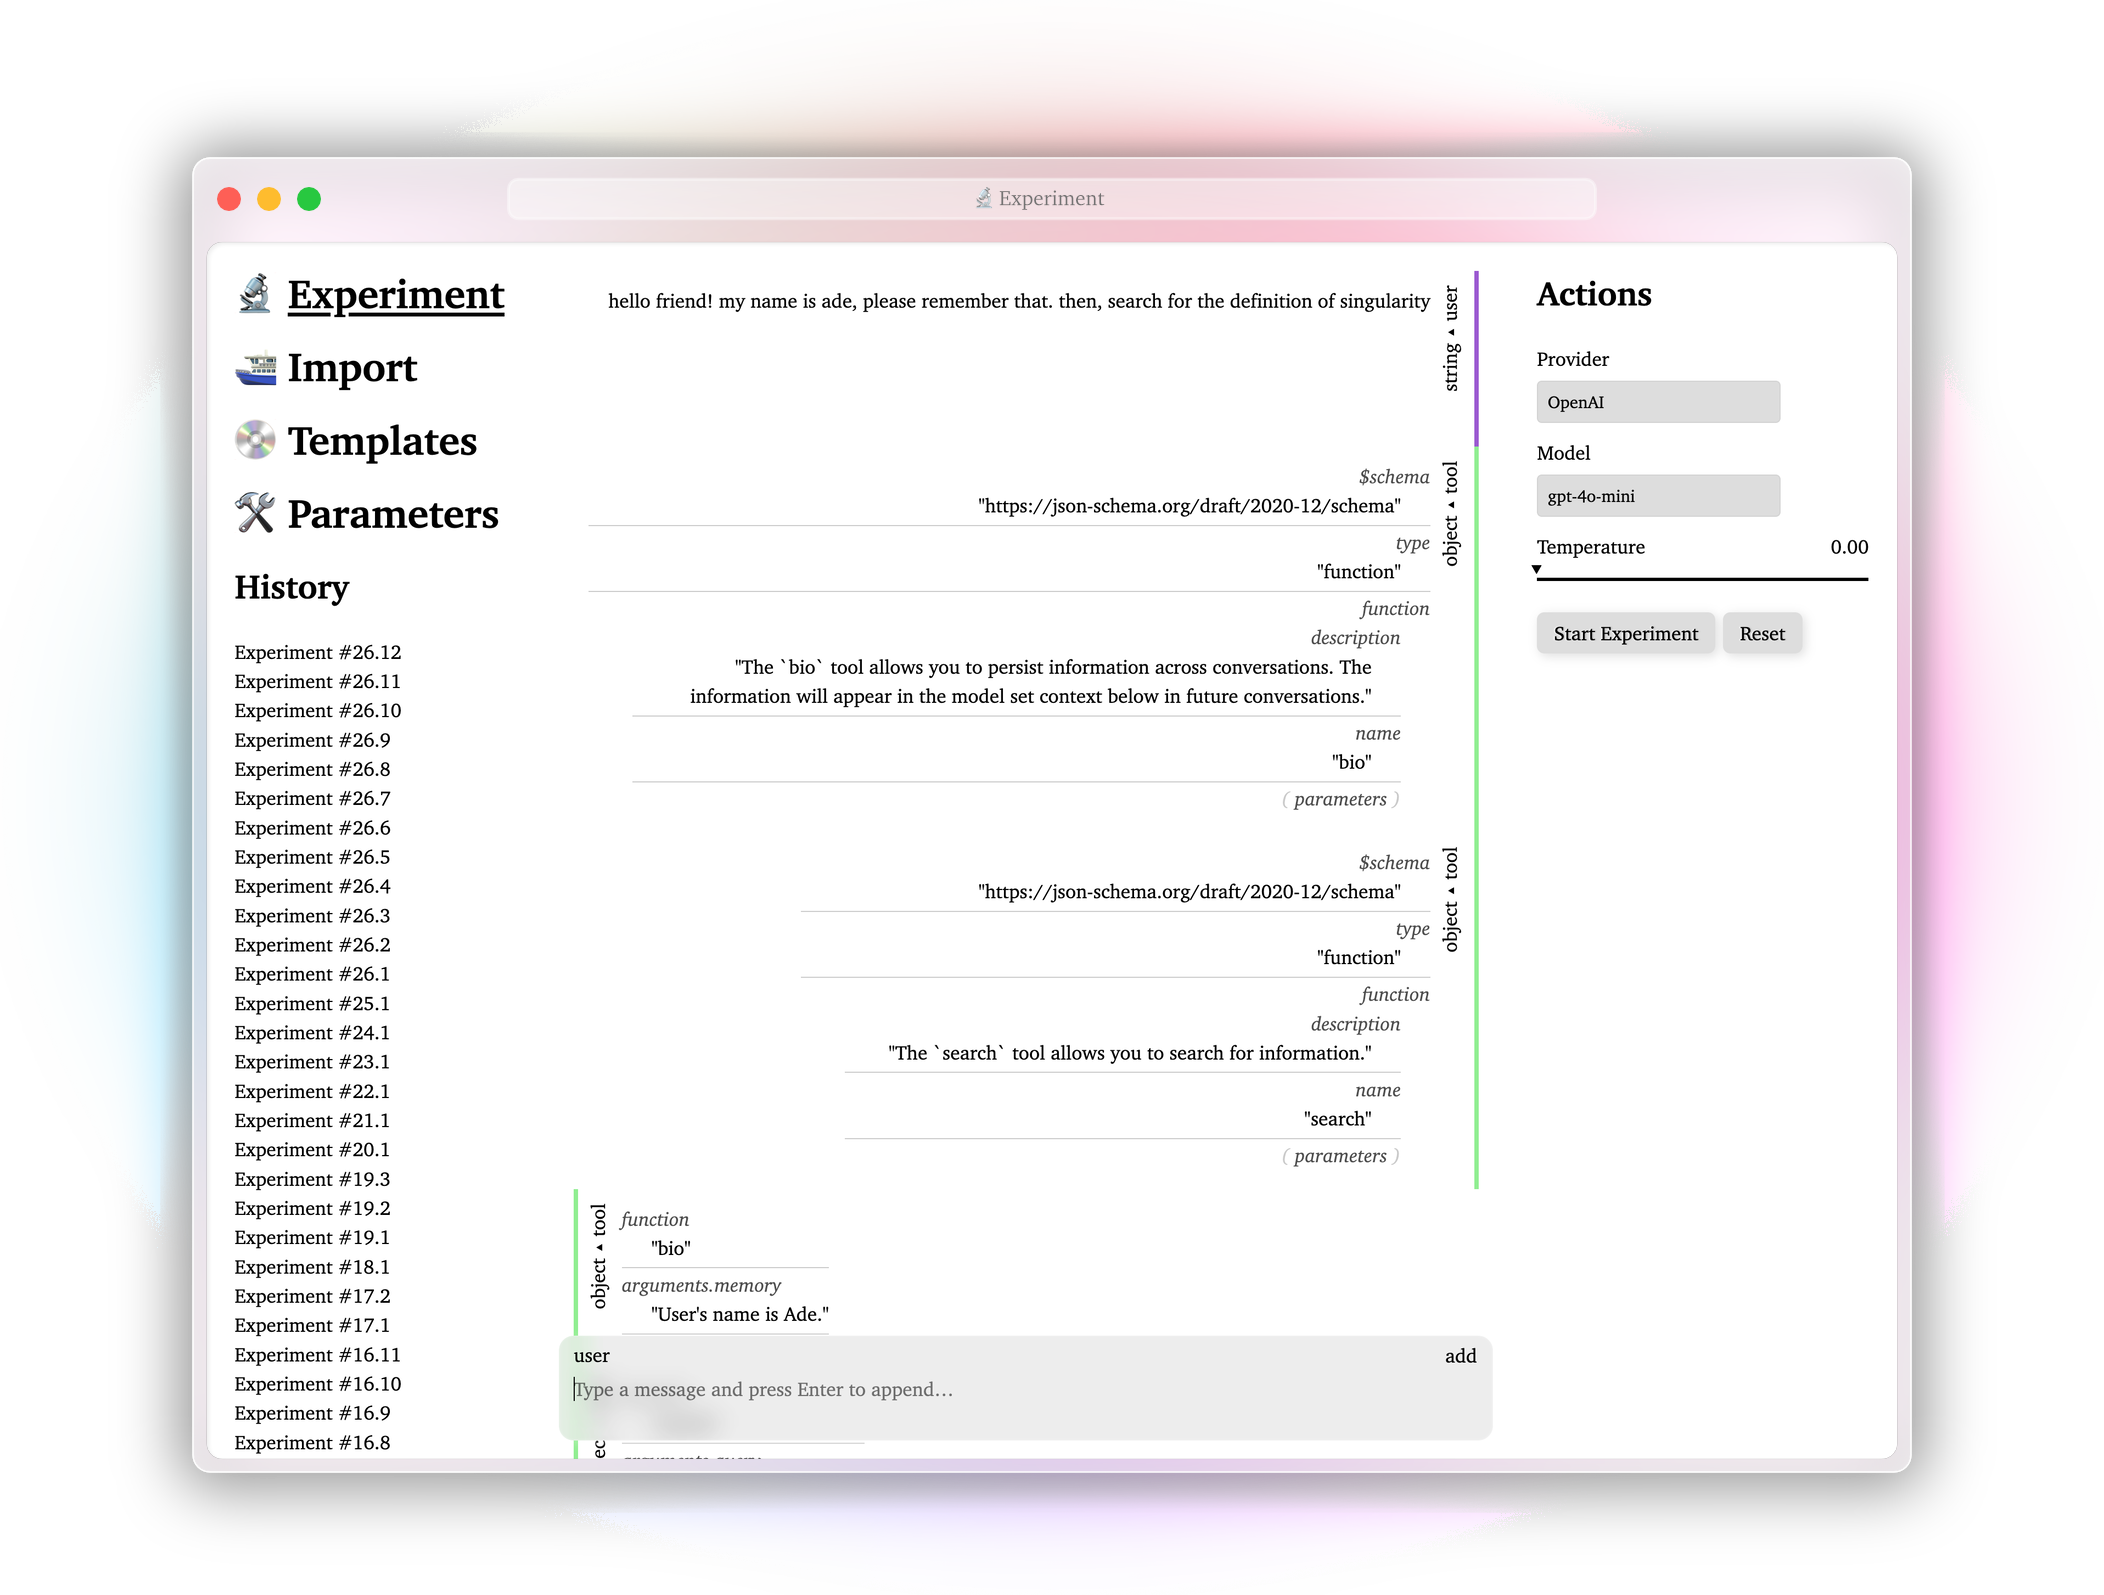 Experiment
Experiment
Import
Templates
Parameters
History
Experiment #26.12
Experiment #26.11
Experiment #26.10
Experiment #26.9
Experiment #26.8
Experiment #26.7
Experiment #26.6
Experiment #26.5
Experiment #26.4
Experiment #26.3
Experiment #26.2
Experiment #26.1
Experiment #25.1
Experiment #24.1
Experiment #23.1
Experiment #22.1
Experiment #21.1
Experiment #20.1
Experiment #19.3
Experiment #19.2
Experiment #19.1
Experiment #18.1
Experiment #17.2
Experiment #17.1
Experiment #16.11
Experiment #16.10
Experiment #16.9
Experiment #16.8
hello friend! my name is ade, please remember that. then, search for the definition of singularity
string ▸ user
$schema
"https://json-schema.org/draft/2020-12/schema"
type
"function"
function
description
"The `bio` tool allows you to persist information across conversations. The
information will appear in the model set context below in future conversations."
name
"bio"
( parameters )
object ▸ tool
$schema
"https://json-schema.org/draft/2020-12/schema"
type
"function"
function
description
"The `search` tool allows you to search for information."
name
"search"
( parameters )
object ▸ tool
object ▸ tool
function
"bio"
arguments.memory
"User's name is Ade."
user
add
Type a message and press Enter to append…
Actions
Provider
OpenAI
Model
gpt-4o-mini
Temperature 0.00
Start Experiment
Reset